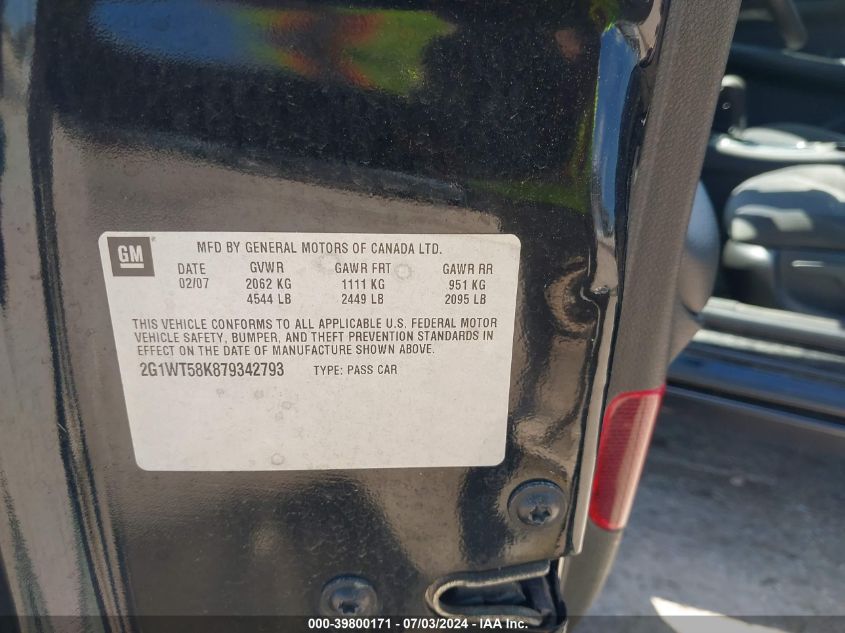 GM
MFD BY GENERAL MOTORS OF CANADA LTD.
DATE GVWR GAWR FRT GAWR RR
02/07 2062 KG 1111 KG 951 KG
4544 LB 2449 LB 2095 LB
THIS VEHICLE CONFORMS TO ALL APPLICABLE U.S. FEDERAL MOTOR
VEHICLE SAFETY, BUMPER, AND THEFT PREVENTION STANDARDS IN
EFFECT ON THE DATE OF MANUFACTURE SHOWN ABOVE.
2G1WT58K879342793 TYPE: PASS CAR
000-39800171 - 07/03/2024 - IAA Inc.